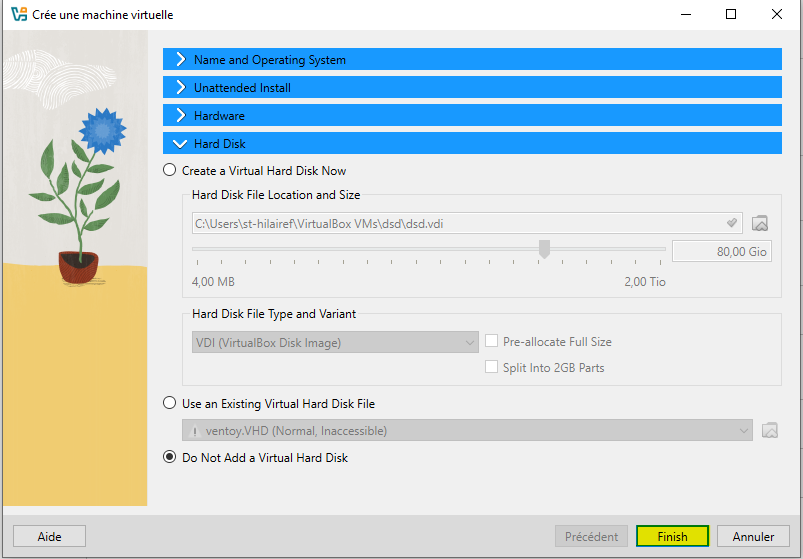 Crée une machine virtuelle
Name and Operating System
Unattended Install
Hardware
Hard Disk
Create a Virtual Hard Disk Now
Hard Disk File Location and Size
C:\Users\st-hilairef\VirtualBox VMs\dsd\dsd.vdi
80,00 Gio
4,00 MB 2,00 Tio
Hard Disk File Type and Variant
VDI (VirtualBox Disk Image) Pre-allocate Full Size
Split Into 2GB Parts
Use an Existing Virtual Hard Disk File
ventoy.VHD (Normal, Inaccessible)
Do Not Add a Virtual Hard Disk
Aide Précédent Finish Annuler